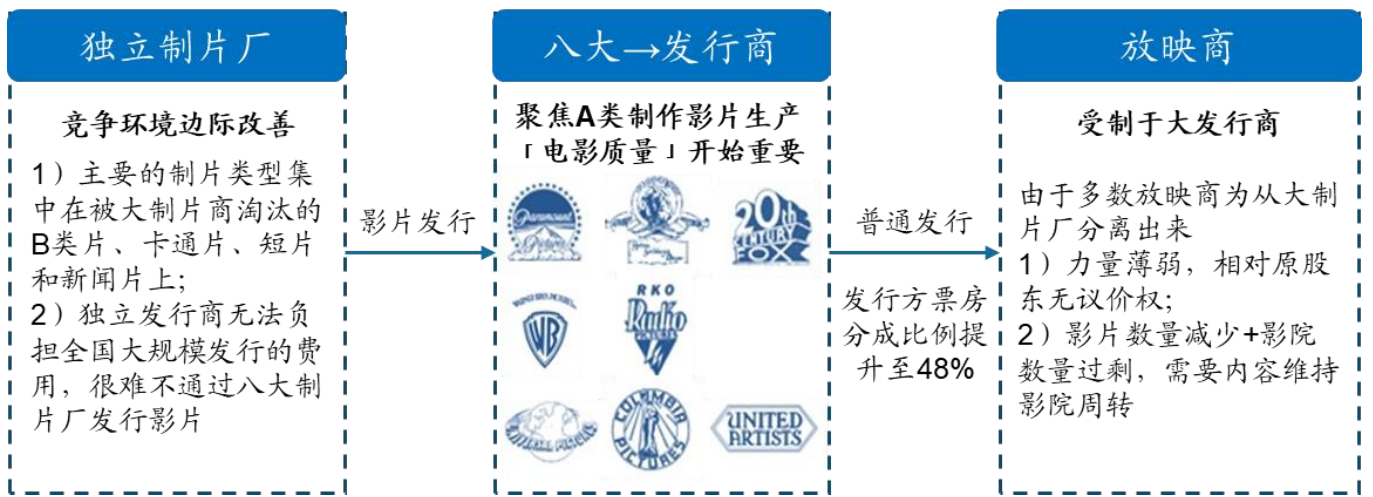 独立制片厂
竞争环境边际改善
1）主要的制片类型集
中在被大制片商淘汰的
B类片、卡通片、短片
和新闻片上;
2）独立发行商无法负
担全国大规模发行的费
用，很难不通过八大制
片厂发行影片
影片发行
八大→发行商
聚焦A类制作影片生产
「电影质量」开始重要
Paramount
20th
CENTURY
FOX
WB
RKO
Radio
PICTURES
COLUMBIA
PICTURES
UNITED
ARTISTS
普通发行
发行方票房
分成比例提
升至48%
放映商
受制于大发行商
由于多数放映商为从大制
片厂分离出来
1）力量薄弱，相对原股
东无议价权;
2）影片数量减少+影院
数量过剩，需要内容维持
影院周转